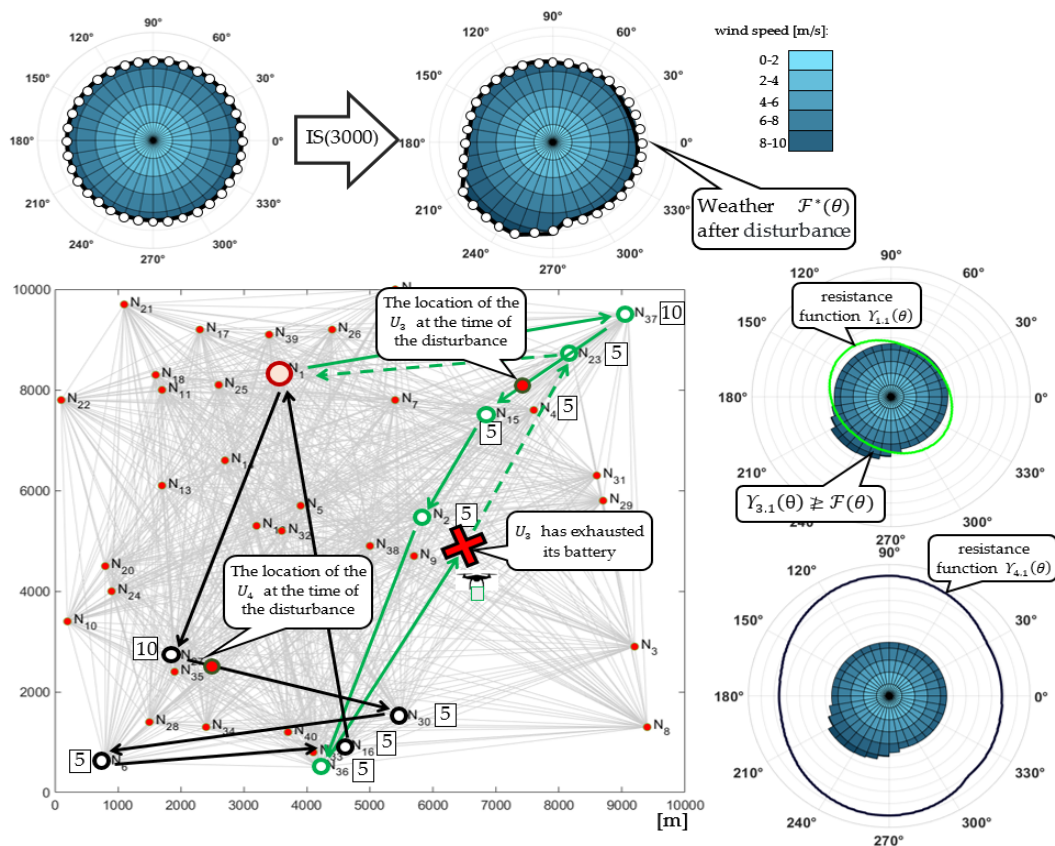 90°
120°
60°
150°
30°
180°
0°
210°
330°
240°
300°
270°
IS(3000)
90°
120°
60°
150°
30°
180°
0°
210°
240°
300°
270°
wind speed [m/s]:
0-2
2-4
4-6
6-8
8-10
Weather ℱ*(θ)
after disturbance
10000
8000
6000
4000
2000
0
0 1000 2000 3000 4000 5000 6000 7000 8000 9000 10000
[m]
N21
N17
N39
N26
N37 10
The location of the
U3 at the time of
the disturbance
N23 5
N1
N18
N11
N25
N22
N7
N4 5
N15
5
N13
N31
N29
N5
N2
5
N32
N38
N9
U3 has exhausted
its battery
N20
N24
N10
The location of the
U4 at the time of
the disturbance
10
N35
N3
N28
N34
N40
N30 5
N8
N16 5
5
N6
N36 5
90°
120°
60°
150°
30°
180°
0°
210°
330°
240°
300°
270°
resistance
function Υ1.1(θ)
Υ3.1(θ) ≱ ℱ(θ)
90°
120°
60°
150°
30°
180°
0°
210°
330°
240°
300°
270°
resistance
function Υ4.1(θ)